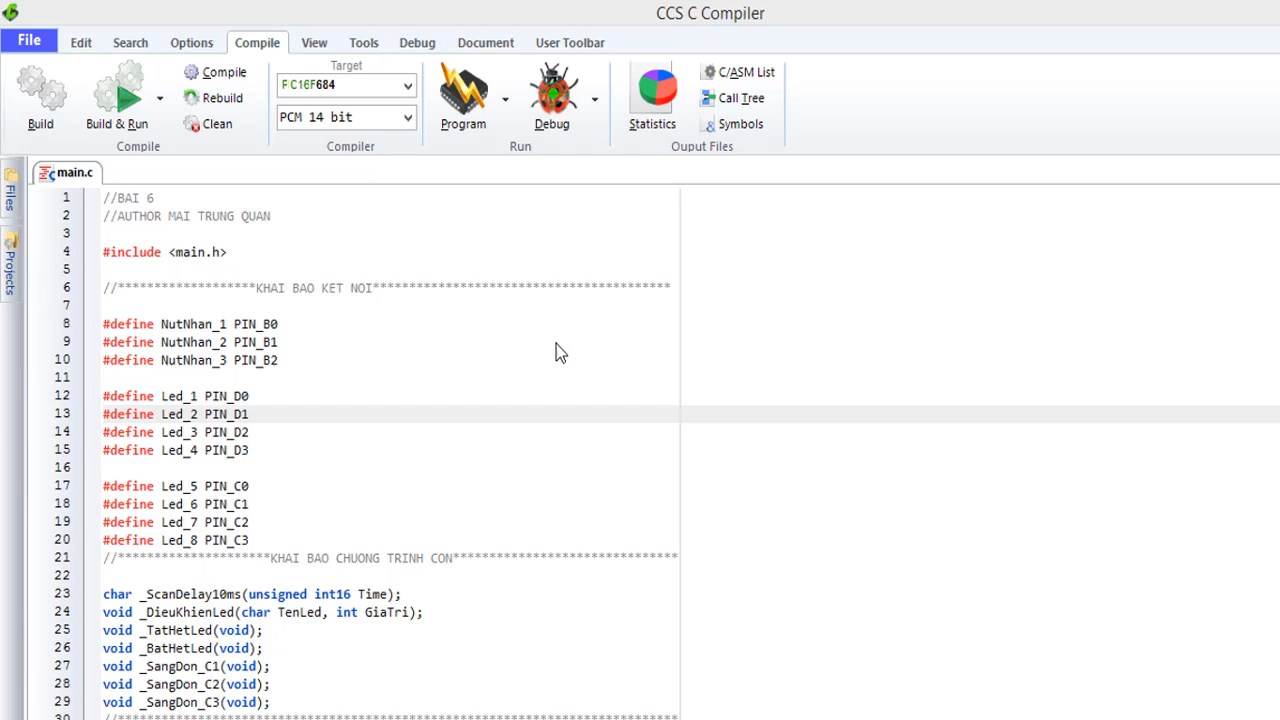 CCS C Compiler
File Edit Search Options Compile View Tools Debug Document User Toolbar
Build
Build & Run
Compile
Rebuild
Clean
Compile
Target
PIC16F684
PCM 14 bit
Compiler
Program
Debug
Run
Statistics
C/ASM List
Call Tree
Symbols
Ouput Files
Files
Projects
main.c
1 //BAI 6
2 //AUTHOR MAI TRUNG QUAN
3
4 #include <main.h>
5
6 //*******************KHAI BAO KET NOI*****************************************
7
8 #define NutNhan_1 PIN_B0
9 #define NutNhan_2 PIN_B1
10 #define NutNhan_3 PIN_B2
11
12 #define Led_1 PIN_D0
13 #define Led_2 PIN_D1
14 #define Led_3 PIN_D2
15 #define Led_4 PIN_D3
16
17 #define Led_5 PIN_C0
18 #define Led_6 PIN_C1
19 #define Led_7 PIN_C2
20 #define Led_8 PIN_C3
21 //*********************KHAI BAO CHUONG TRINH CON*******************************
22
23 char _ScanDelay10ms(unsigned int16 Time);
24 void _DieuKhienLed(char TenLed, int GiaTri);
25 void _TatHetLed(void);
26 void _BatHetLed(void);
27 void _SangDon_C1(void);
28 void _SangDon_C2(void);
29 void _SangDon_C3(void);
30 //*****************************************************************************